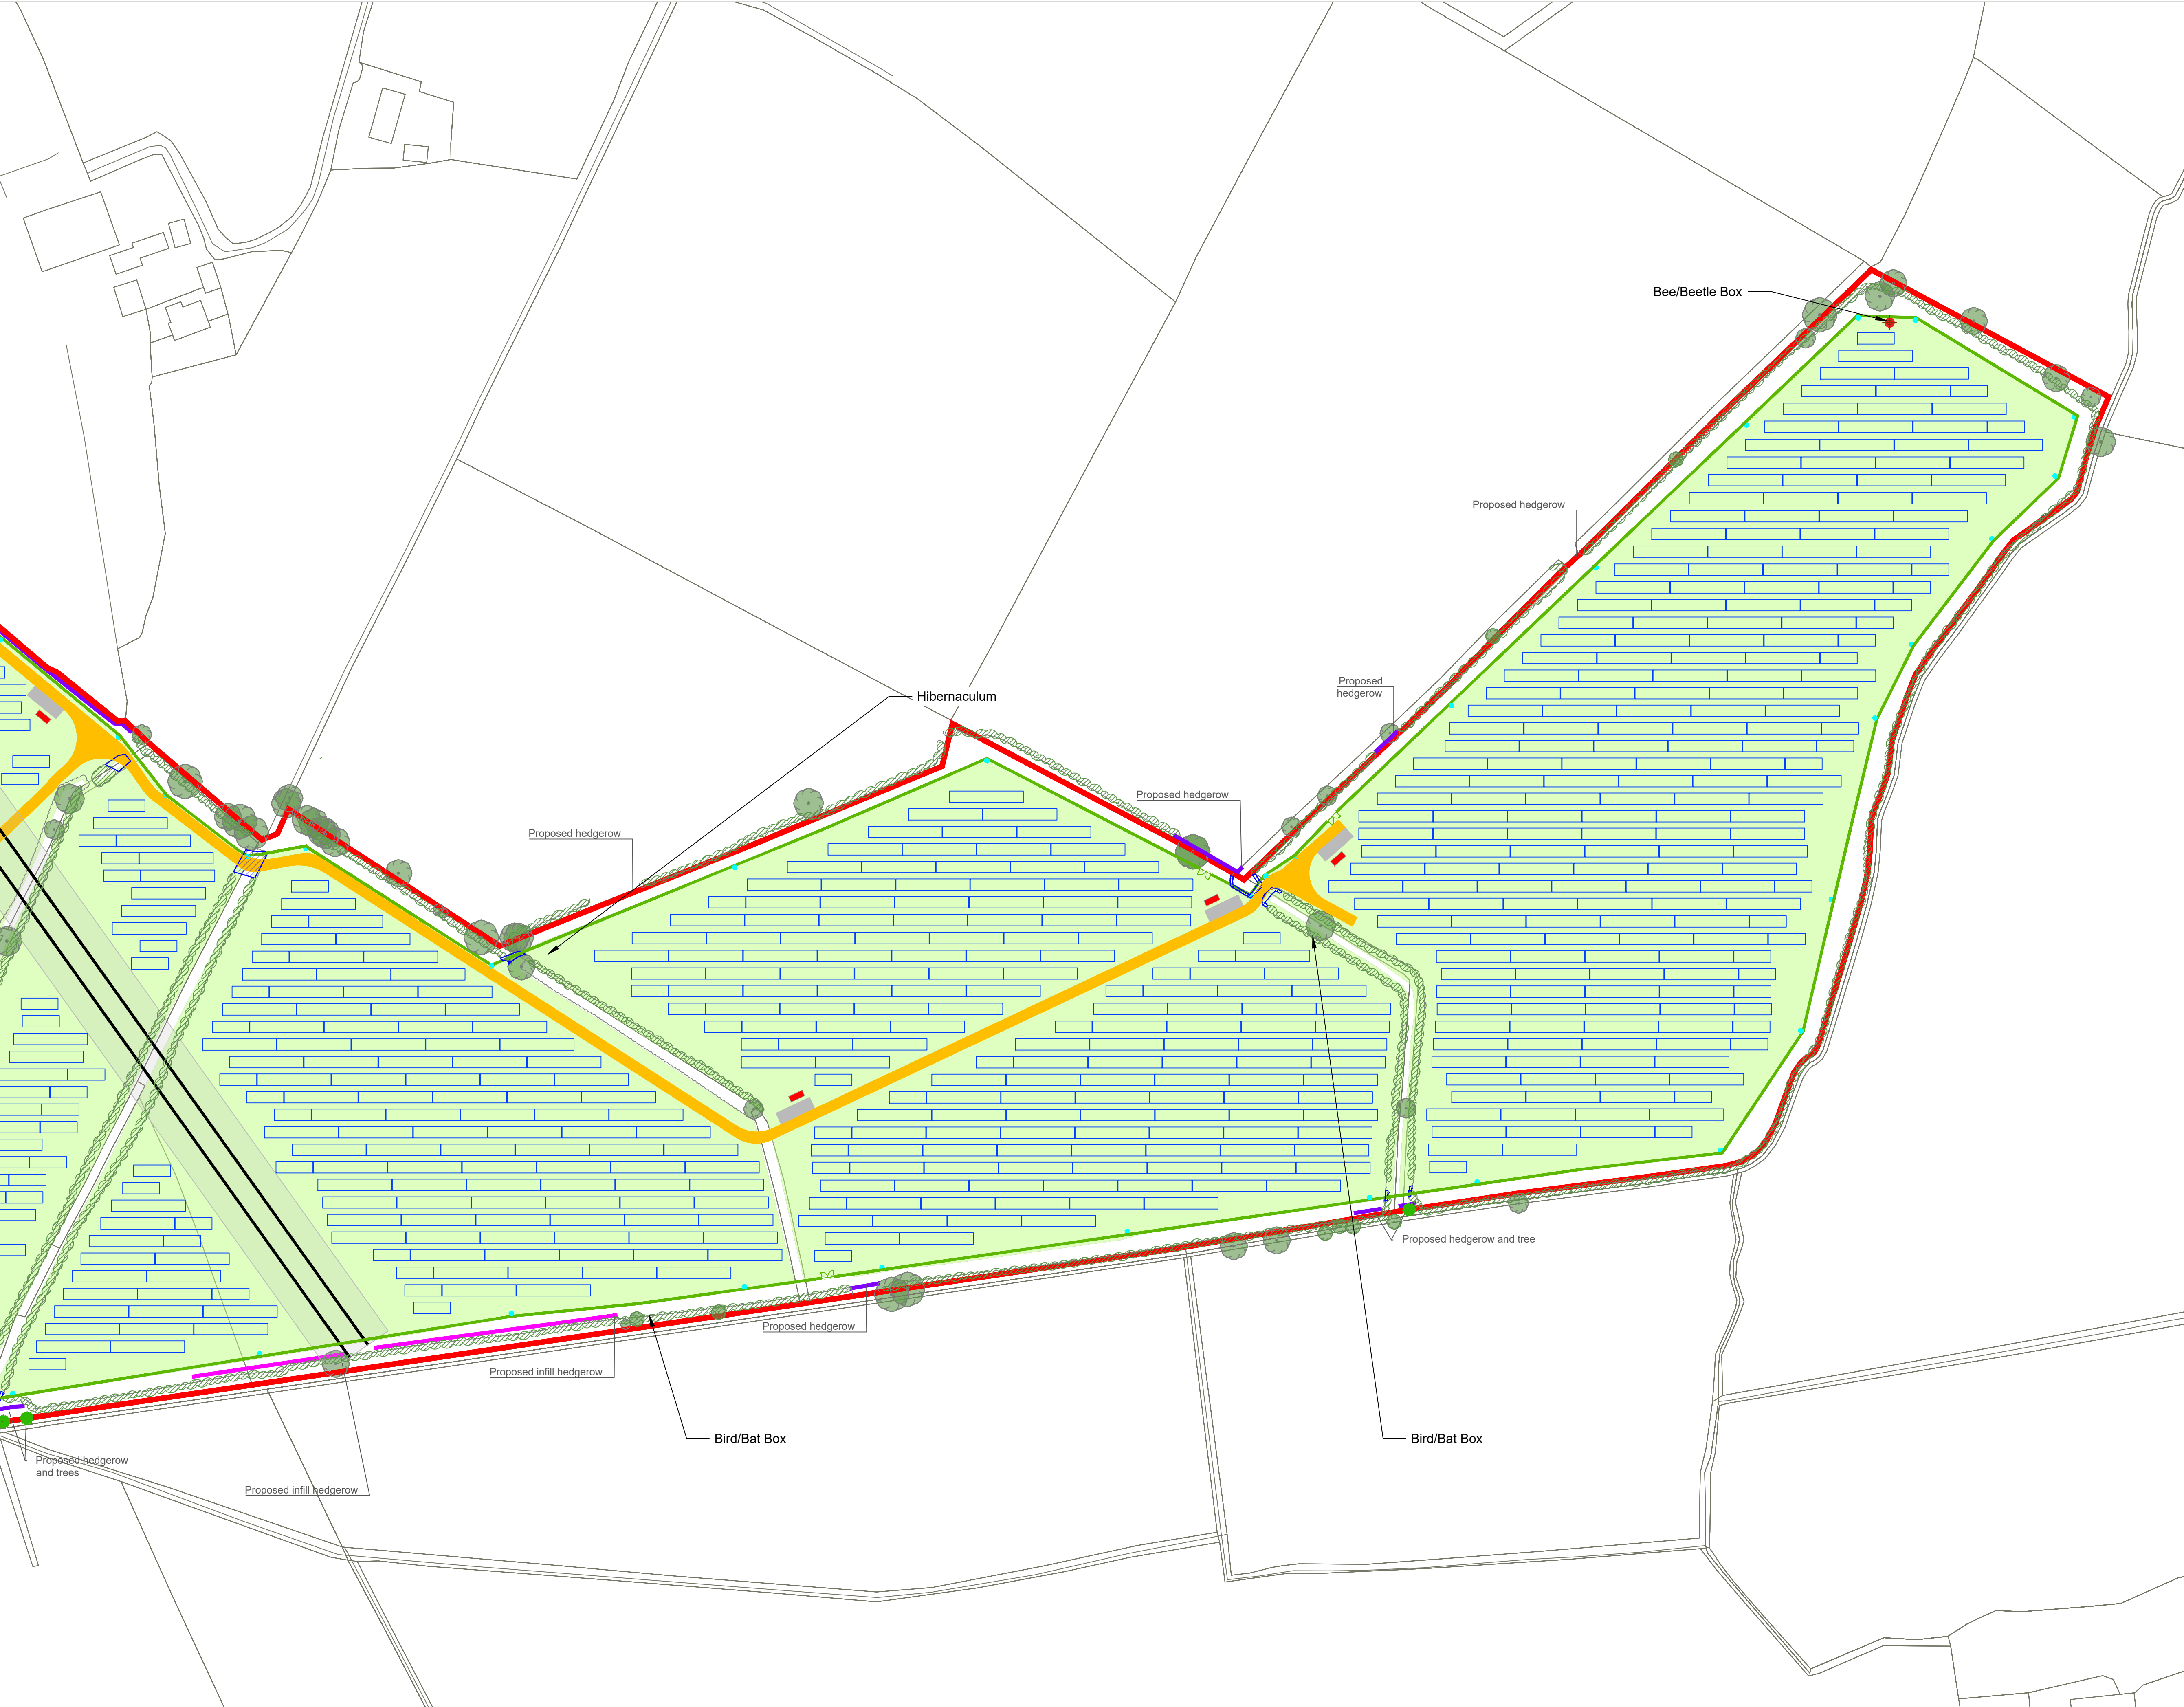 Bee/Beetle Box
Proposed hedgerow
Proposed
hedgerow
Hibernaculum
Proposed hedgerow
Proposed hedgerow
Proposed hedgerow and tree
Proposed hedgerow
Proposed infill hedgerow
Bird/Bat Box
Bird/Bat Box
Proposed hedgerow
and trees
Proposed infill hedgerow